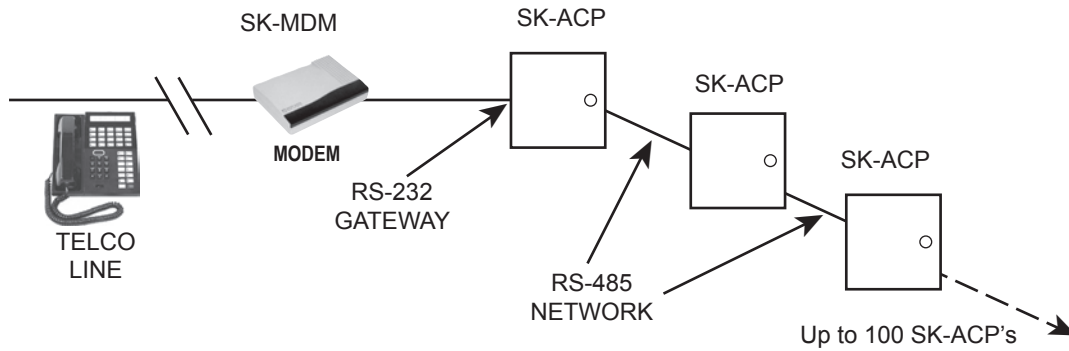 SK-MDM
SK-ACP
SK-ACP
SK-ACP
MODEM
RS-232
GATEWAY
TELCO
LINE
RS-485
NETWORK
Up to 100 SK-ACP's